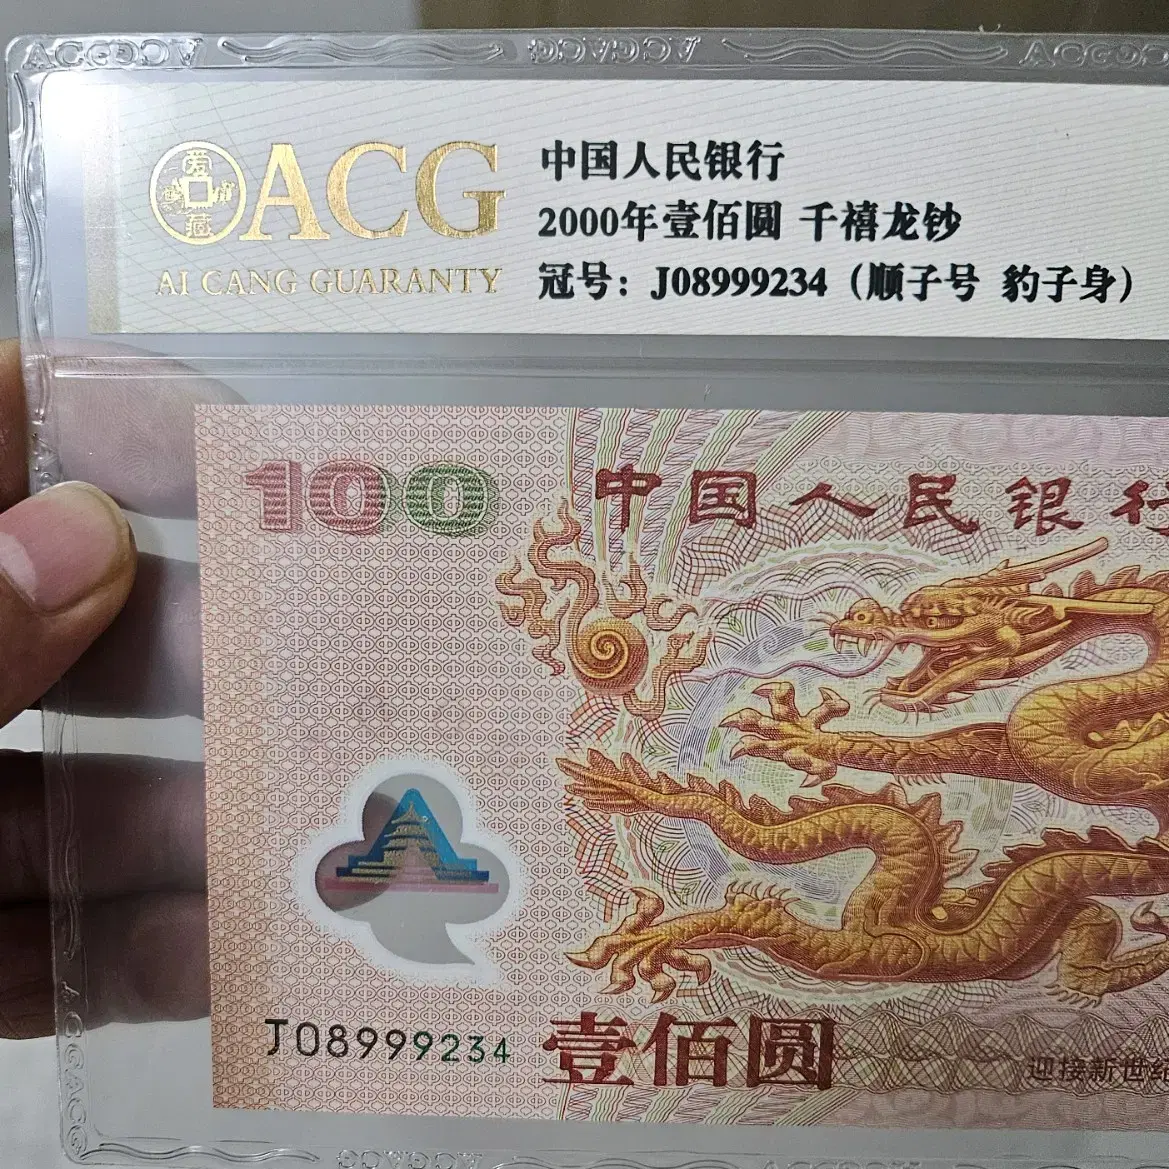 ACG
爱藏
AI CANG GUARANTY
中国人民银行
2000年壹佰圆 千禧龙钞
冠号：J08999234（顺子号 豹子身）
100
中国人民银行
J08999234
壹佰圆
迎接新世纪